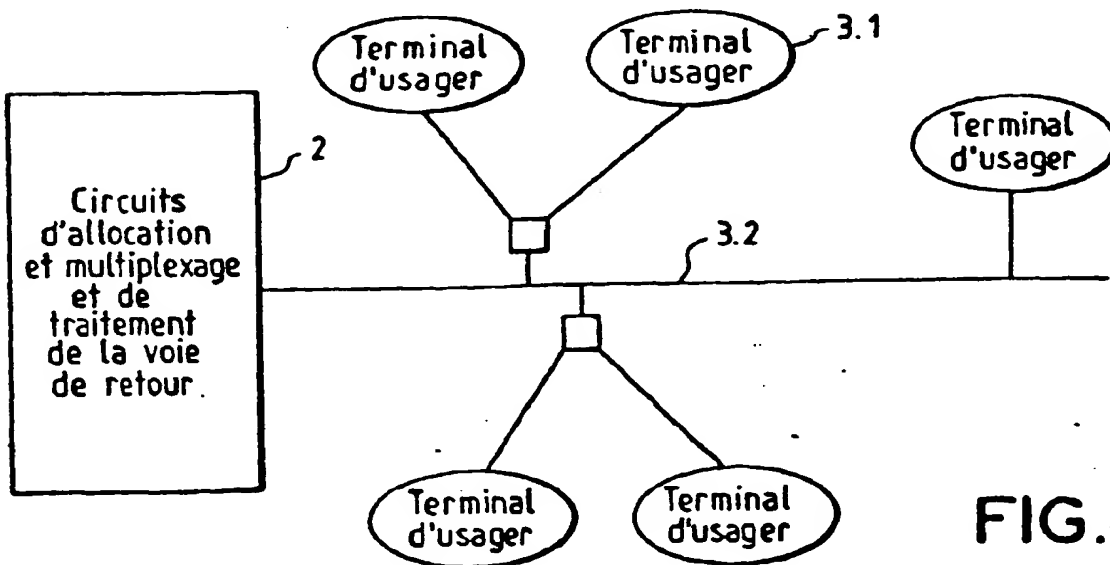 Terminal
d'usager
Terminal
d'usager
3.1
Terminal
d'usager
2
Circuits
d'allocation
et multiplexage
et de
traitement
de la voie
de retour.
3.2
Terminal
d'usager
Terminal
d'usager
FIG.